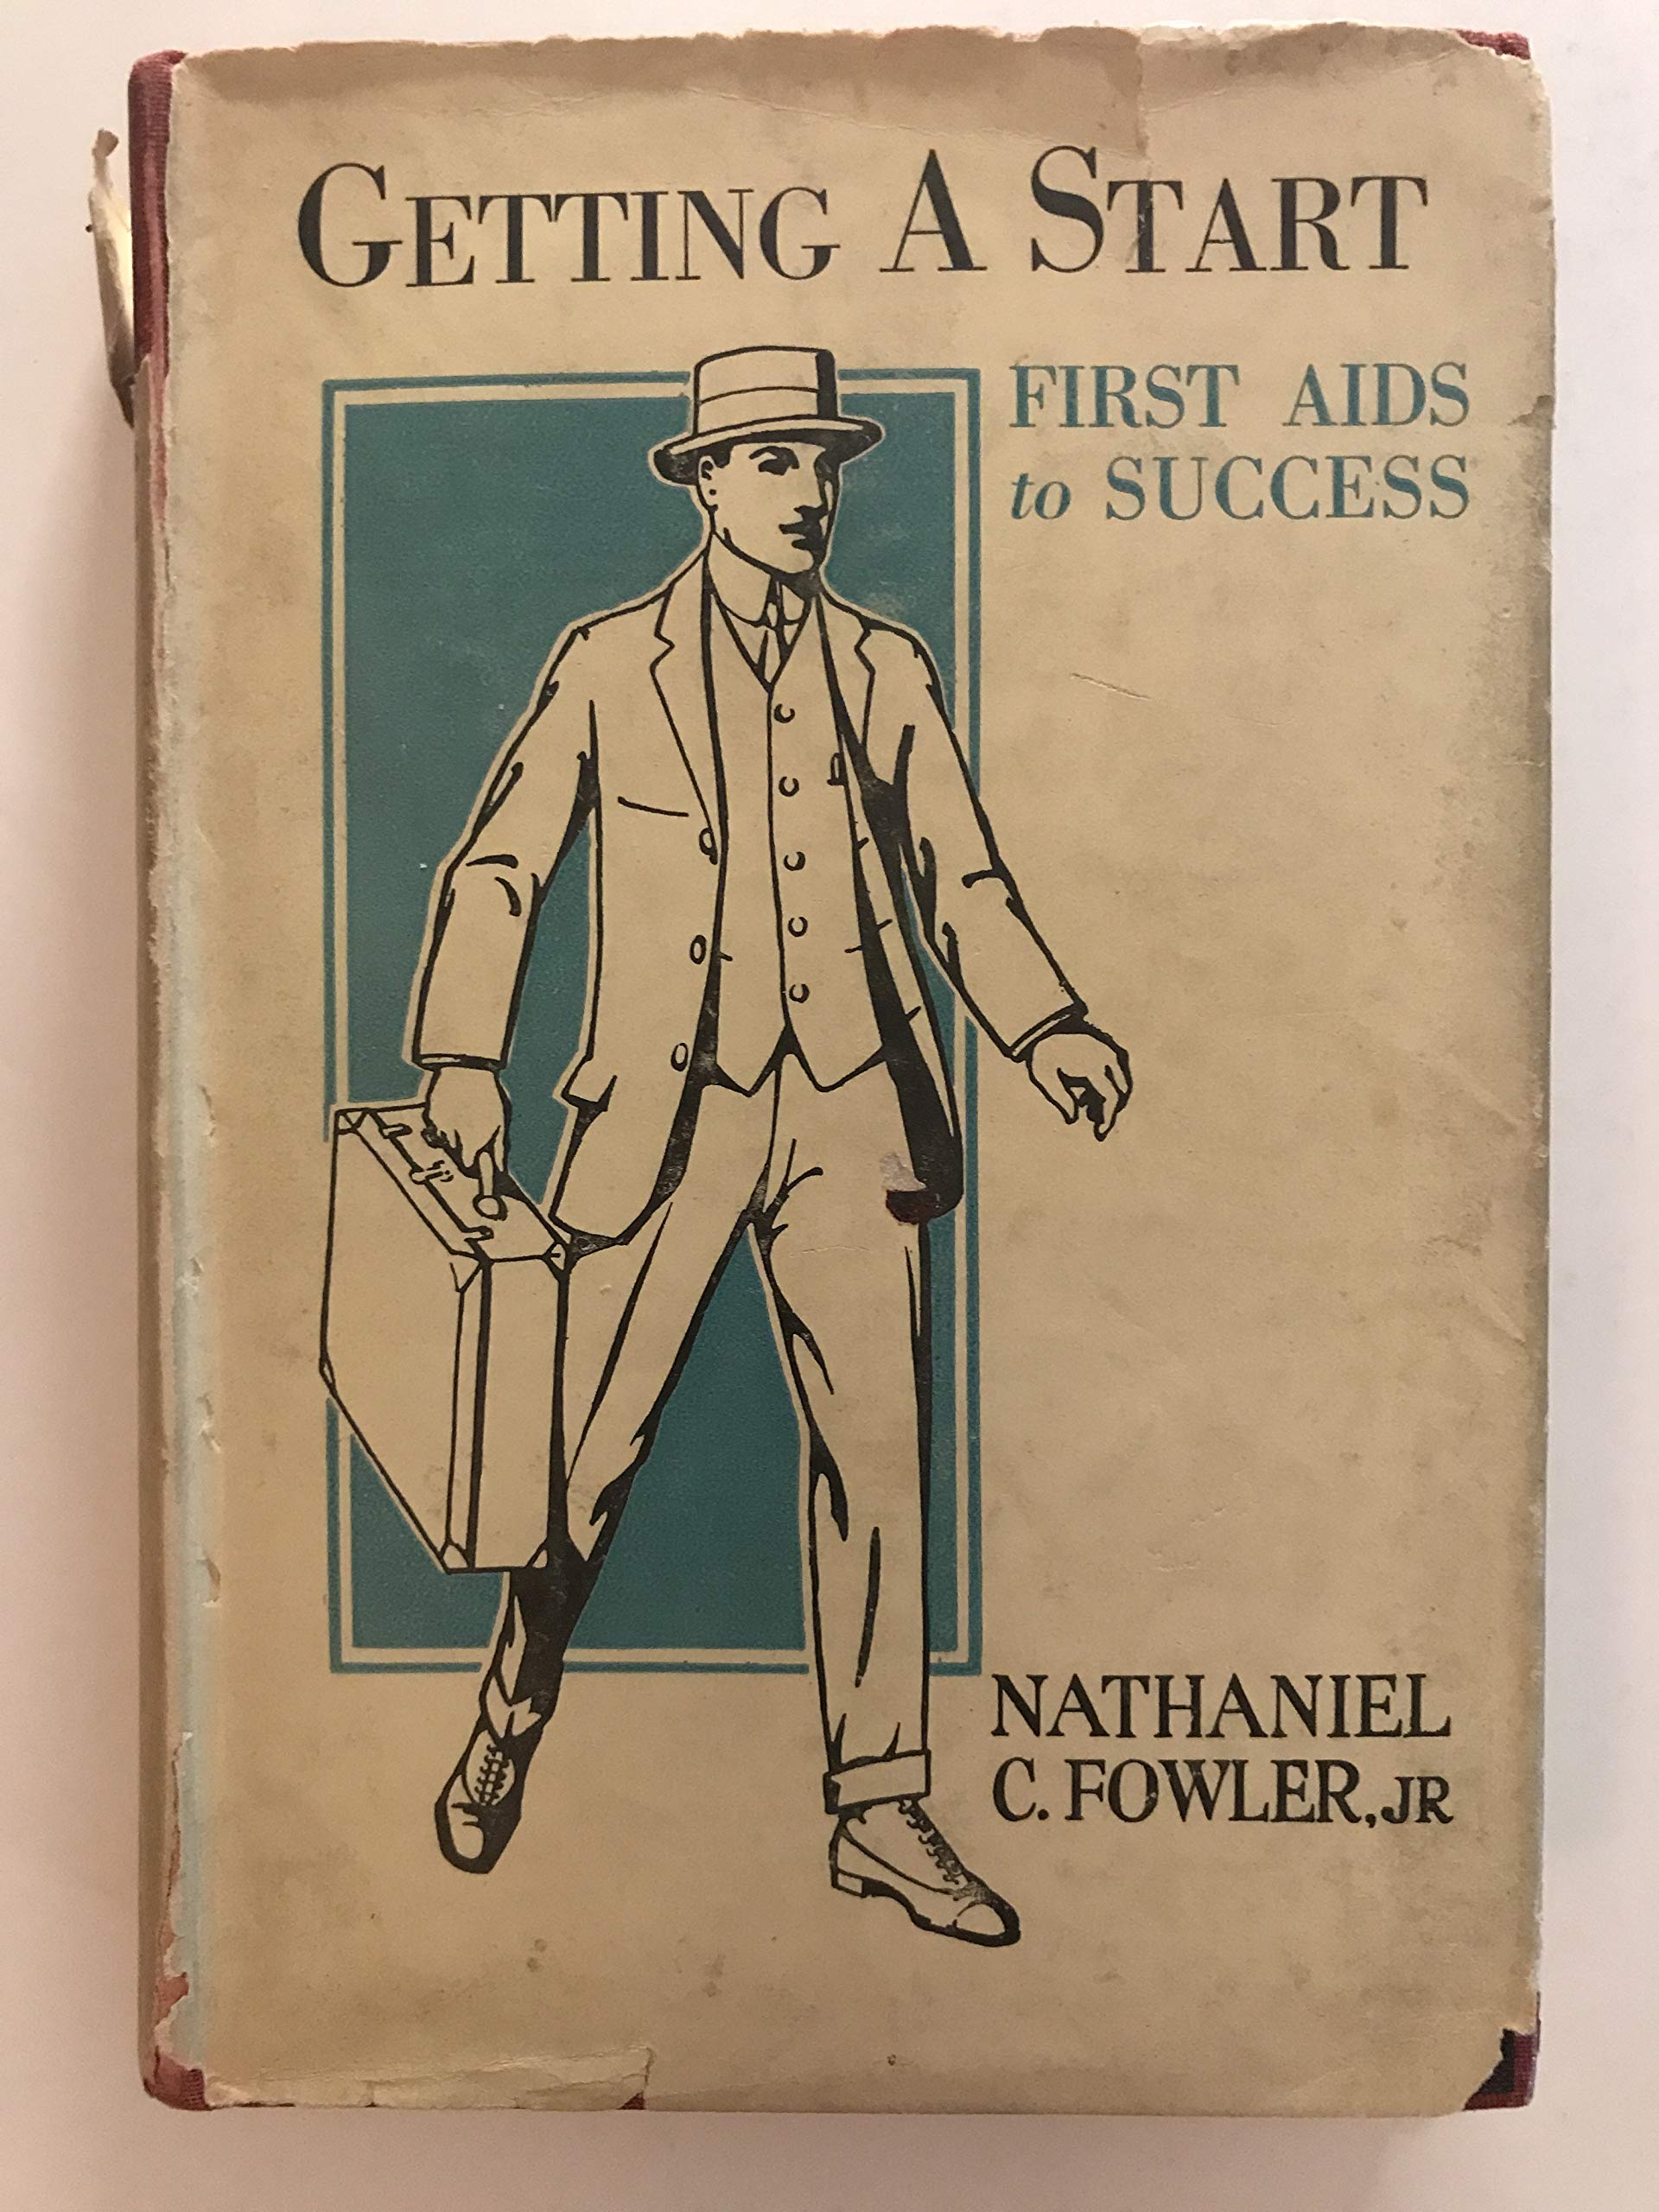 GETTING A START
FIRST AIDS
to SUCCESS
NATHANIEL
C. FOWLER, JR